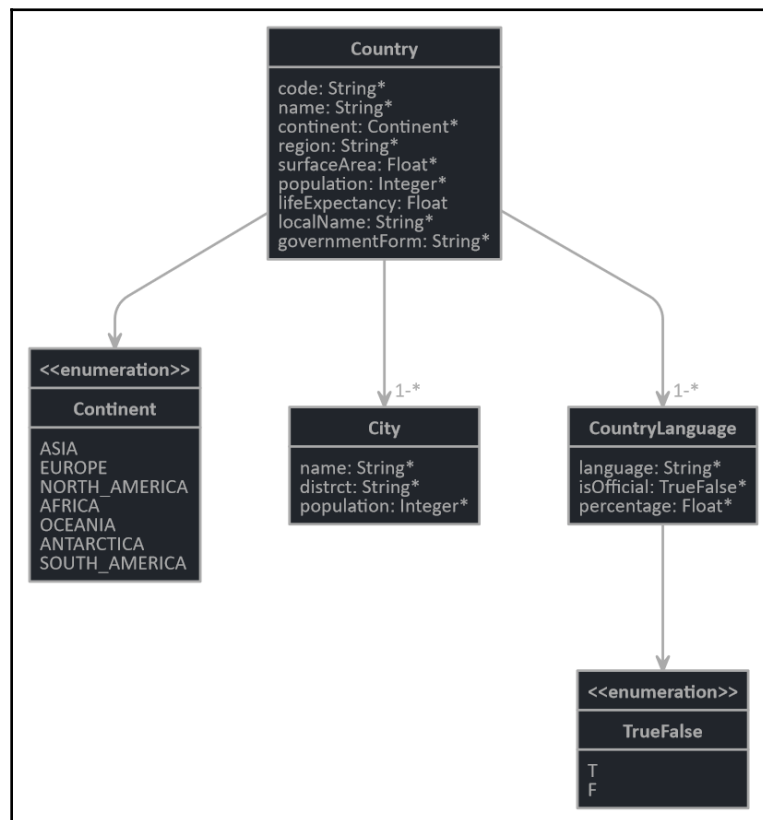 Country
code: String*
name: String*
continent: Continent*
region: String*
surfaceArea: Float*
population: Integer*
lifeExpectancy: Float
localName: String*
governmentForm: String*
<<enumeration>>
Continent
ASIA
EUROPE
NORTH_AMERICA
AFRICA
OCEANIA
ANTARCTICA
SOUTH_AMERICA
1-*
City
name: String*
distrct: String*
population: Integer*
1-*
CountryLanguage
language: String*
isOfficial: TrueFalse*
percentage: Float*
<<enumeration>>
TrueFalse
T
F